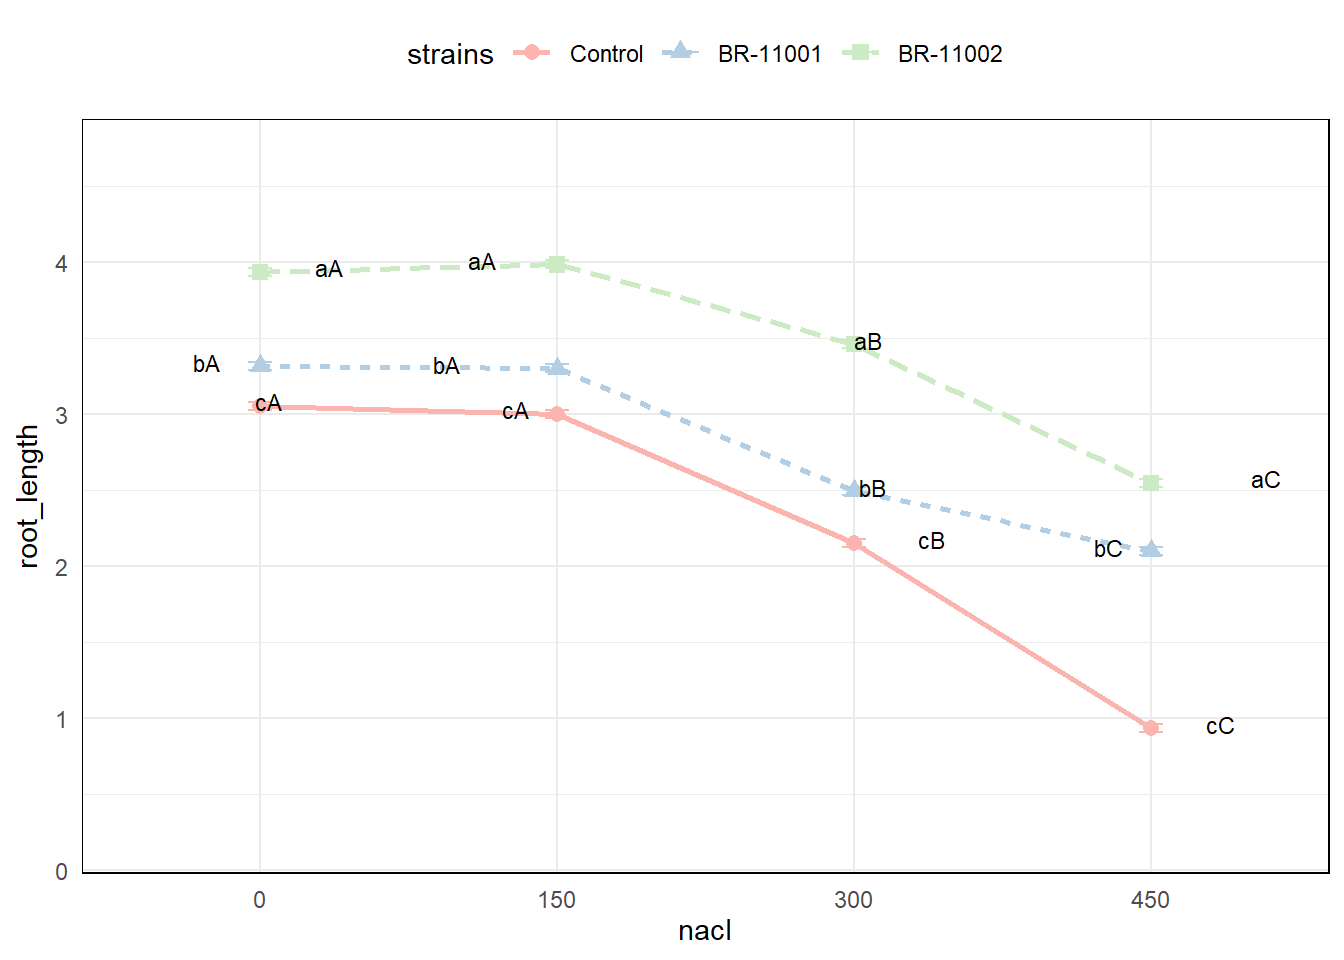 strains Control BR-11001 BR-11002
4
aA aA
aB
bA bA
cA cA
3
root_length
aC
bB
cB
bC
2
cC
1
0
0 150 300 450
nacl